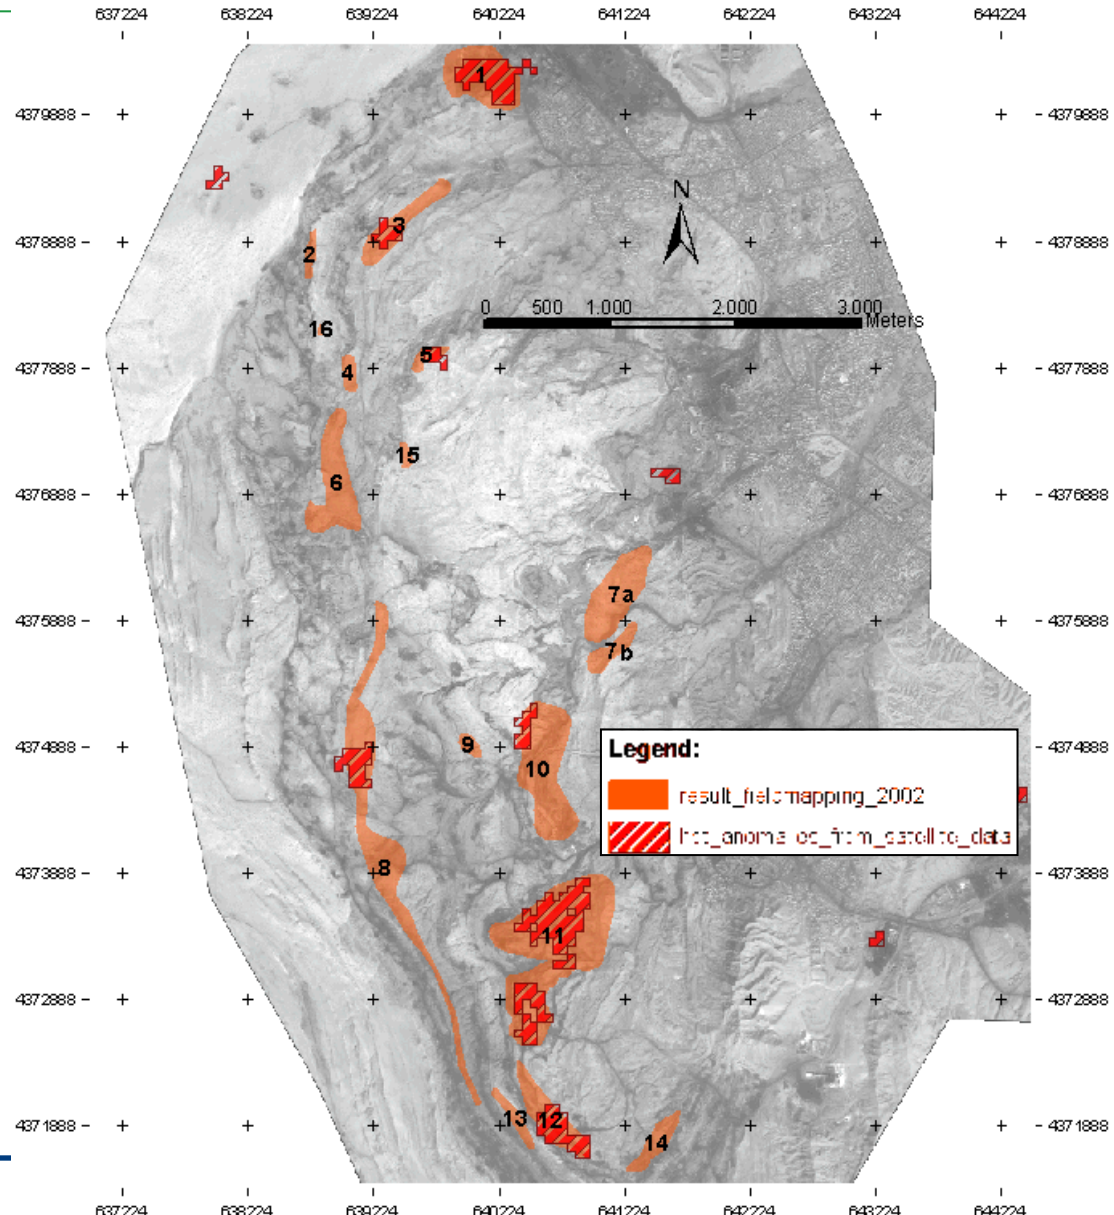 637224 638224 639224 640224 641224 642224 643224 644224
1
4379888 4379888
N
3
4378888 4378888
2
0 500 1.000 2.000 3.000
Meters
16
5
4377888 4377888
4
15
6
4376888 4376888
7a
4375888 4375888
7b
9
4374888 4374888
Legend:
10
result_fieldmapping_2002
hot_anomalies_from_satellite_data
8
4373888 4373888
11
4372888 4372888
13 12
4371888 4371888
14
637224 638224 639224 640224 641224 642224 643224 644224